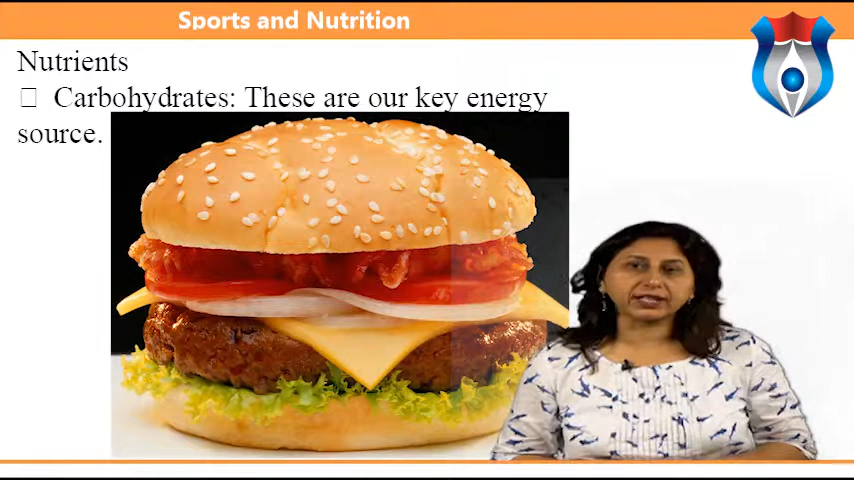 Sports and Nutrition
Nutrients
□ Carbohydrates: These are our key energy
source.